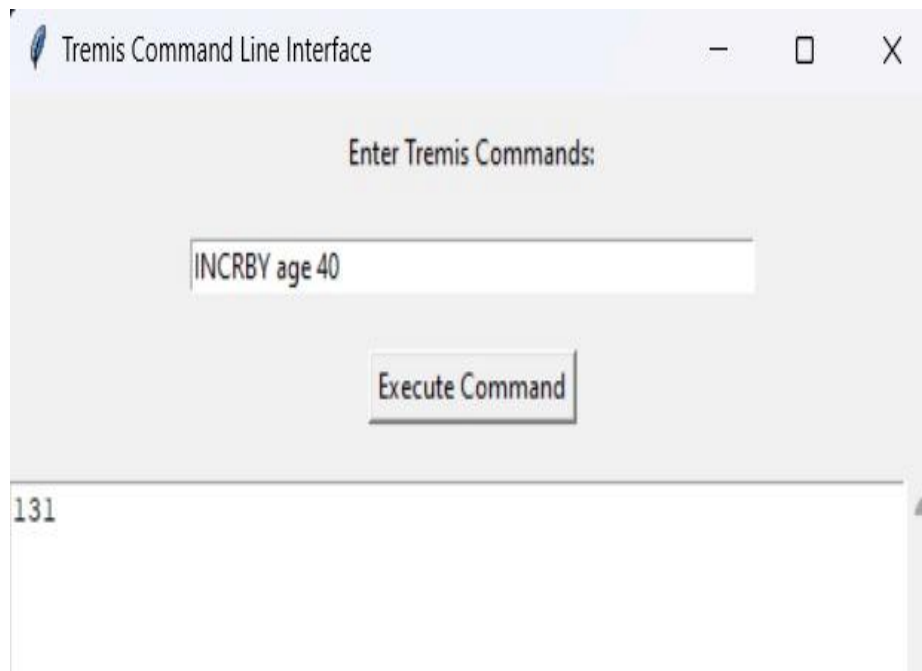 Tremis Command Line Interface
Enter Tremis Commands:
INCRBY age 40
Execute Command
131